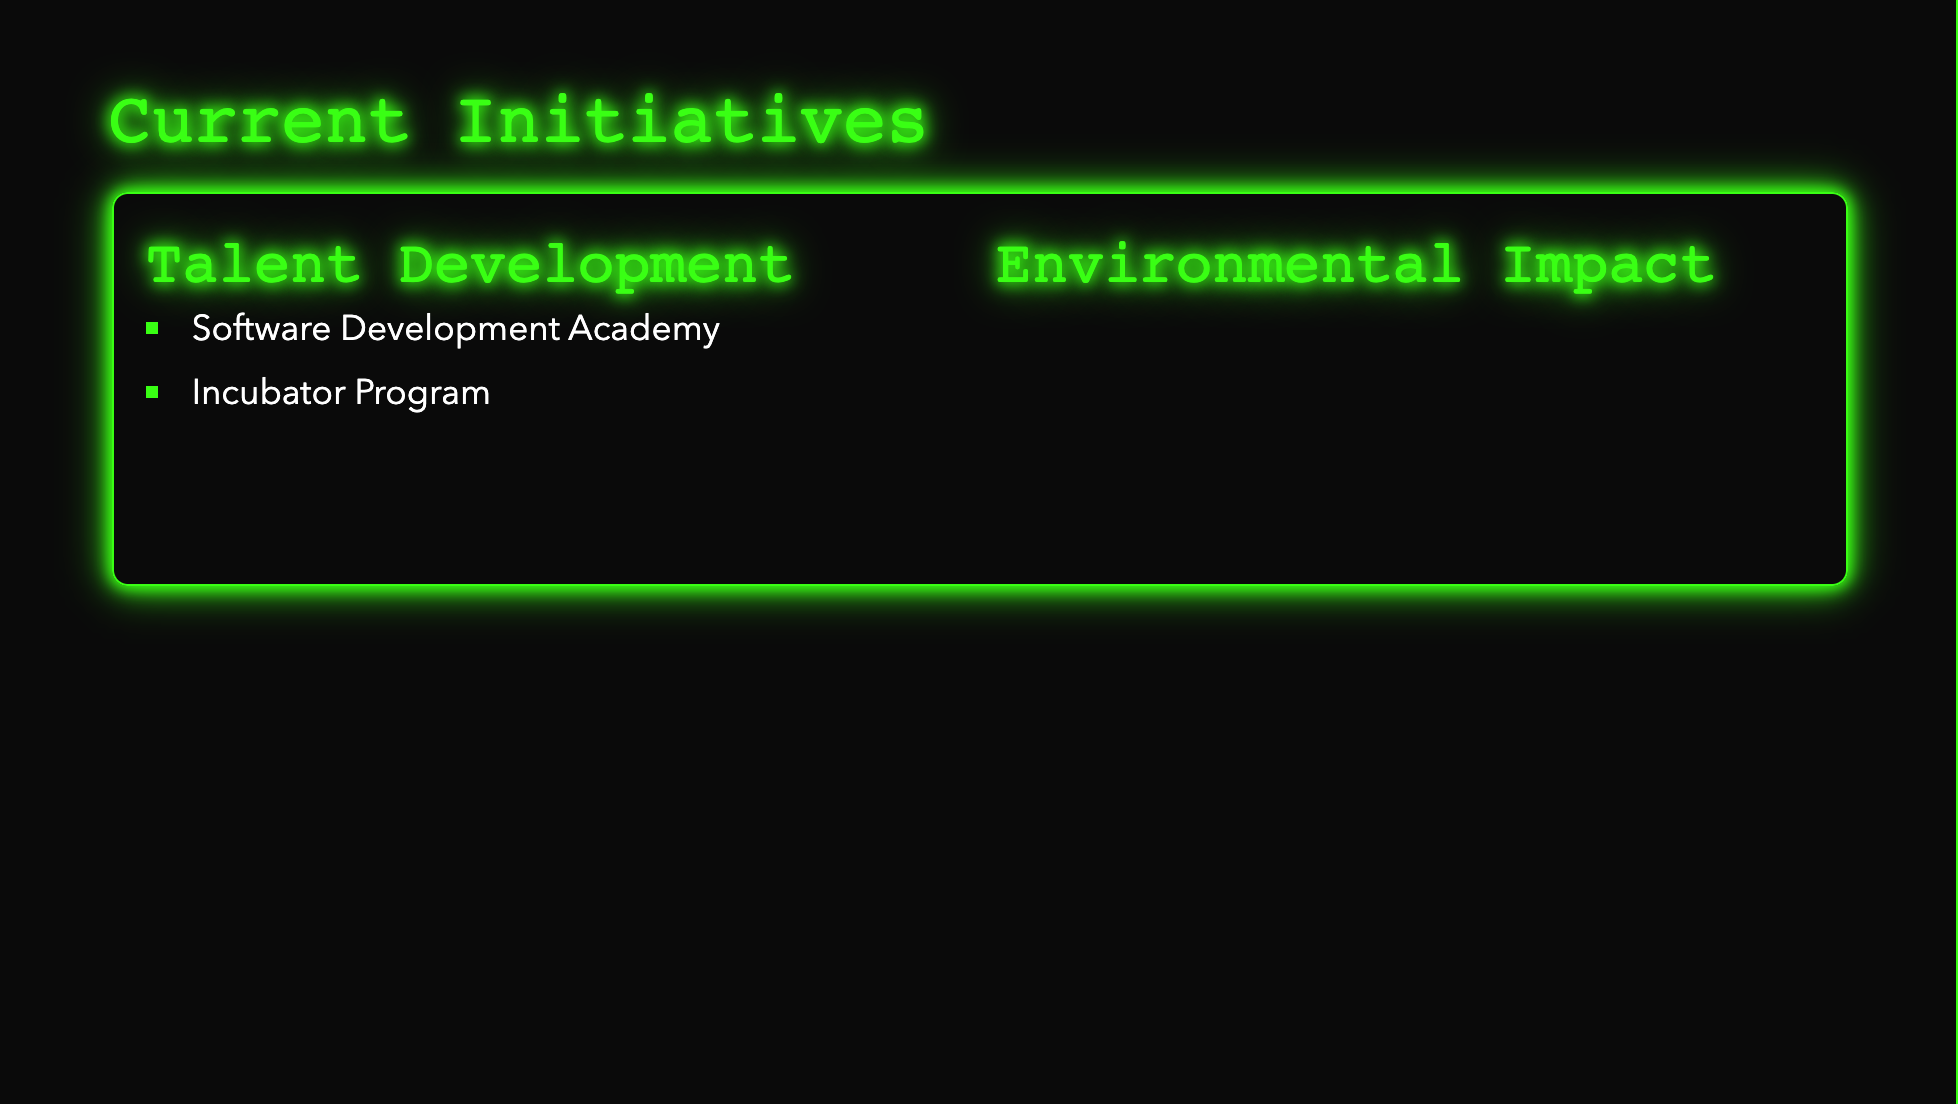 Current Initiatives
Talent Development
Software Development Academy
Incubator Program
Environmental Impact